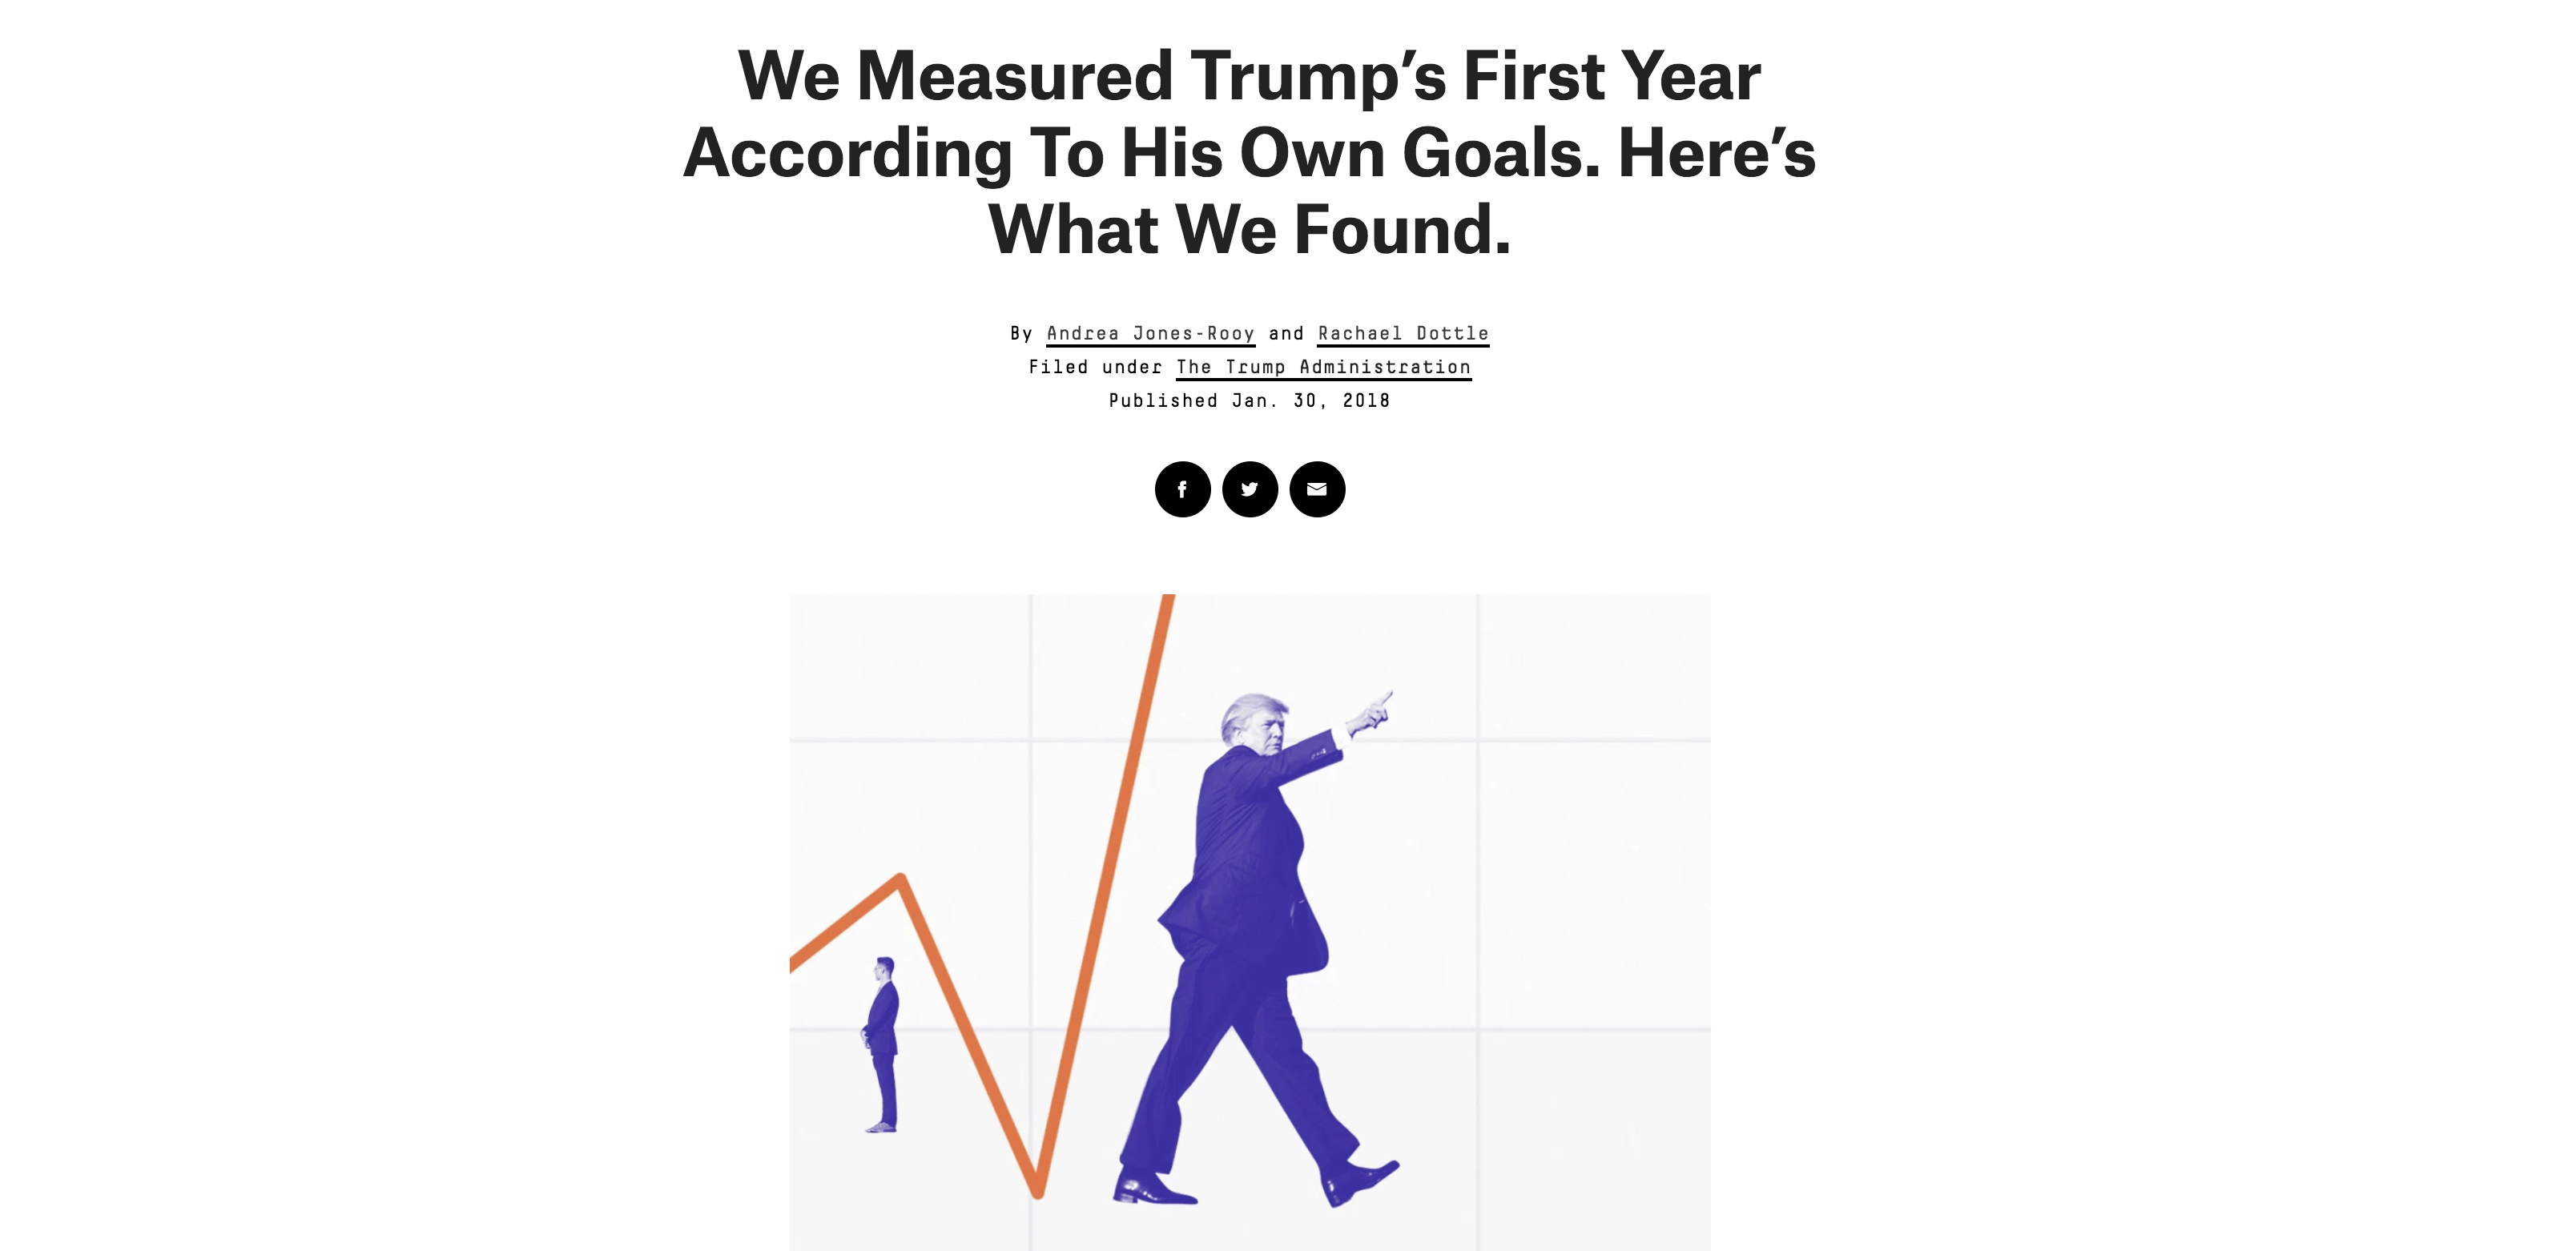 We Measured Trump’s First Year
According To His Own Goals. Here’s
What We Found.
By Andrea Jones-Rooy and Rachael Dottle
Filed under The Trump Administration
Published Jan. 30, 2018